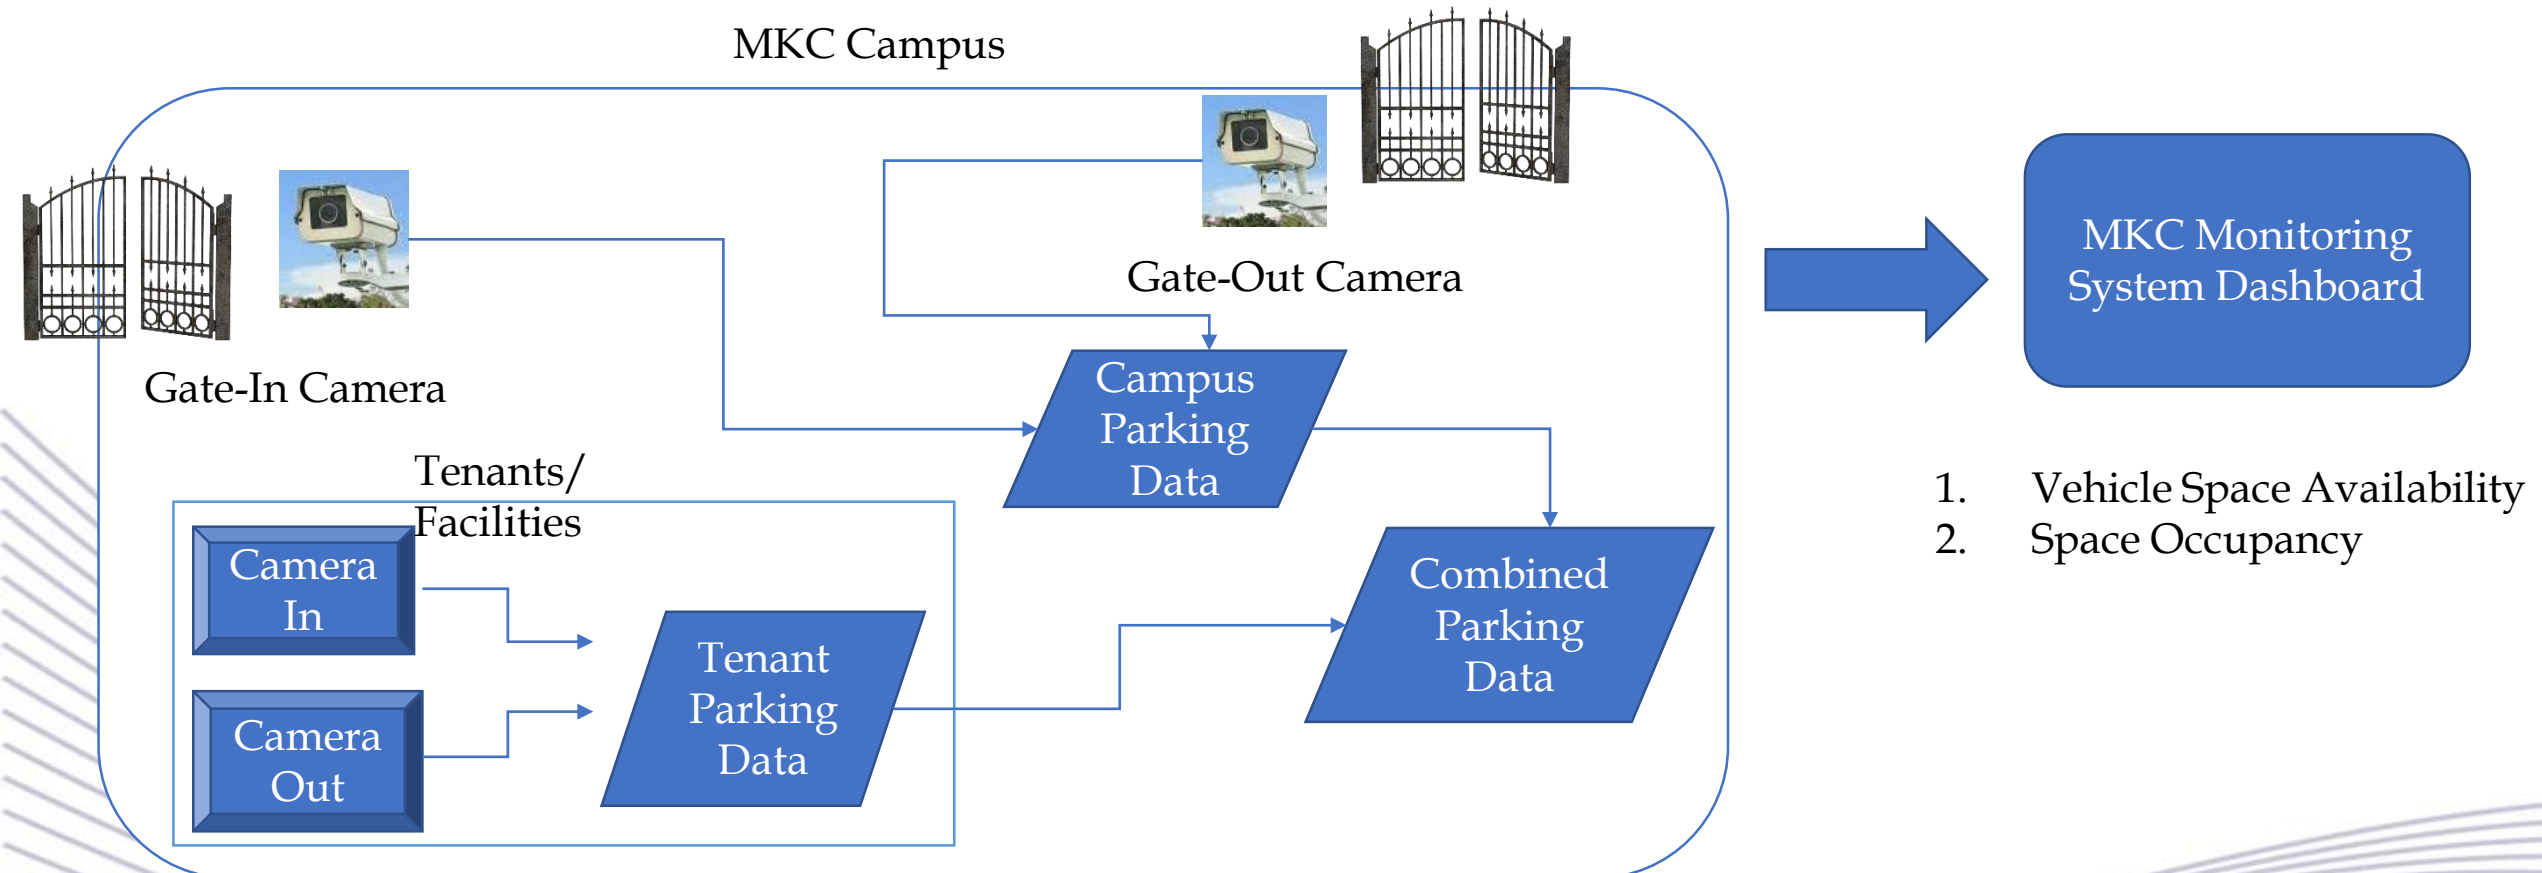 MKC Campus
Gate-In Camera
Gate-Out Camera
Campus
Parking
Data
Tenants/
Facilities
Camera
In
Camera
Out
Tenant
Parking
Data
Combined
Parking
Data
MKC Monitoring
System Dashboard
1. Vehicle Space Availability
2. Space Occupancy